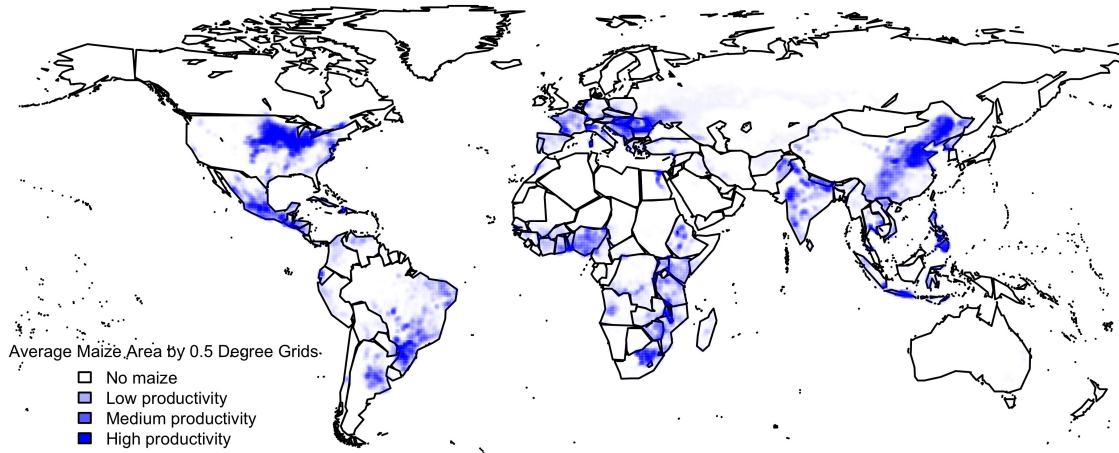 Average Maize Area by 0.5 Degree Grids
No maize
Low productivity
Medium productivity
High productivity